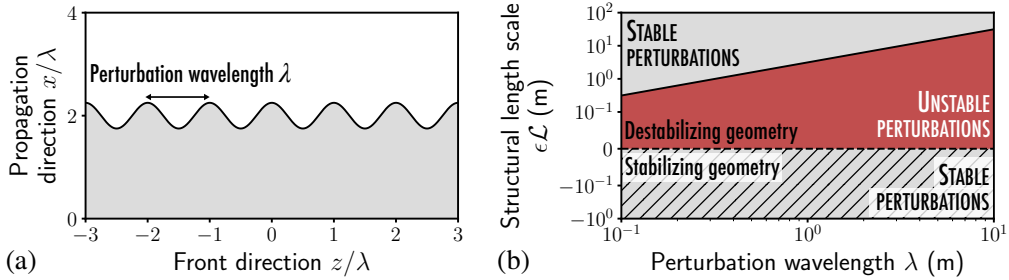 (a)
Propagation
direction x/λ
4
2
0
Perturbation wavelength λ
−3 −2 −1 0 1 2 3
Front direction z/λ
(b)
Structural length scale
ϵℒ (m)
10²
10¹
10⁰
10⁻¹
0
−10⁻¹
−10⁰
STABLE
PERTURBATIONS
UNSTABLE
PERTURBATIONS
Destabilizing geometry
Stabilizing geometry
STABLE
PERTURBATIONS
10⁻¹ 10⁰ 10¹
Perturbation wavelength λ (m)